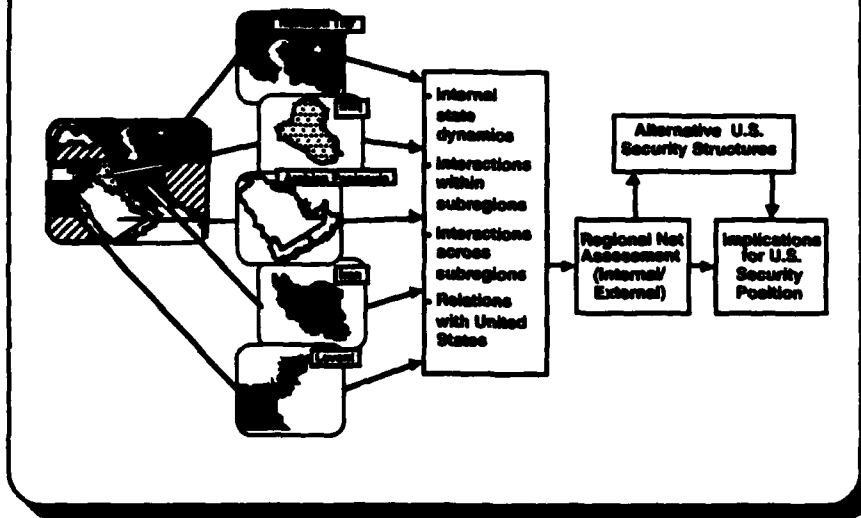 Iraq
Arabian Peninsula
Iran
Levant
• Internal
state
dynamics
• Interactions
within
subregions
• Interactions
across
subregions
• Relations
with United
States
Alternative U.S.
Security Structures
Regional Net
Assessment
(Internal/
External)
Implications
for U.S.
Security
Position